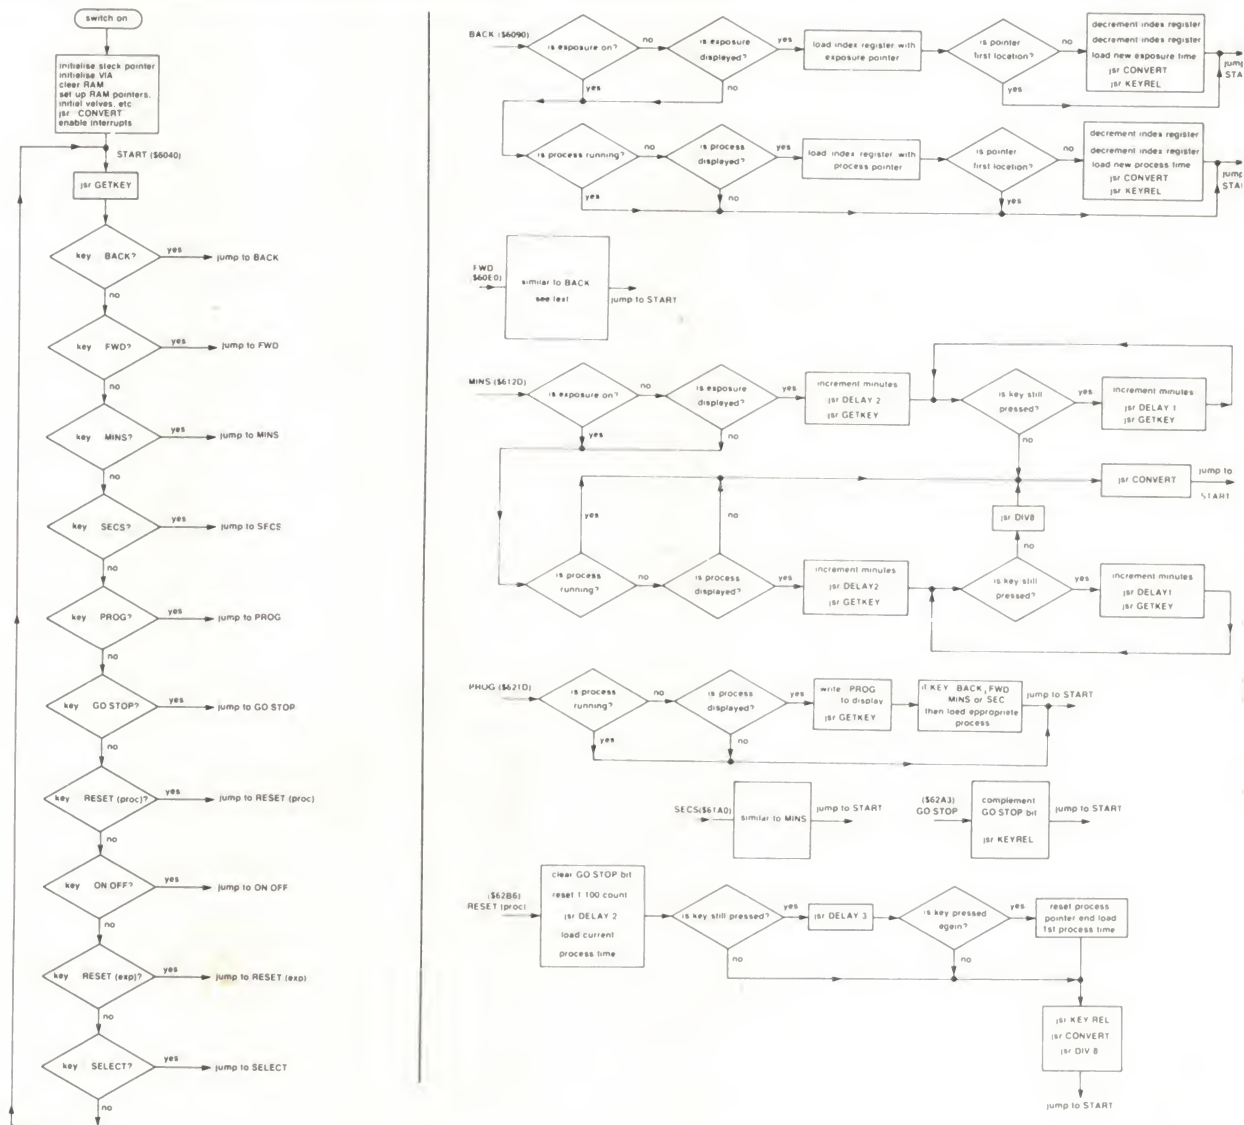 switch on
initialise steck pointer
initialise VIA
clear RAM
set up RAM pointers,
initial velves, etc
jsr CONVERT
enable interrupts
START ($6040)
jsr GETKEY
key BACK?
yes
jump to BACK
no
key FWD?
yes
jump to FWD
no
key MINS?
yes
jump to MINS
no
key SECS?
yes
jump to SECS
no
key PROG?
yes
jump to PROG
no
key GO STOP?
yes
jump to GO STOP
no
key RESET (proc)?
yes
jump to RESET (proc)
no
key ON OFF?
yes
jump to ON OFF
no
key RESET (exp)?
yes
jump to RESET (exp)
no
key SELECT?
yes
jump to SELECT
no
BACK ($6090)
is exposure on?
no
is exposure
displayed?
yes
load index register with
exposure pointer
is pointer
first location?
no
decrement index register
decrement index register
load new exposure time
jsr CONVERT
jsr KEYREL
jump
STA
yes
no
yes
is process running?
no
is process
displayed?
yes
load index register with
process pointer
is pointer
first location?
no
decrement index register
decrement index register
load new process time
jsr CONVERT
jsr KEYREL
jump
STA
yes
no
yes
FWD
($60E0)
similar to BACK
see text
jump to START
MINS ($612D)
is exposure on?
no
is exposure
displayed?
yes
increment minutes
jsr DELAY 2
jsr GETKEY
is key still
pressed?
yes
increment minutes
jsr DELAY 1
jsr GETKEY
yes
no
no
jsr CONVERT
jump to
START
yes
no
jsr DIV8
no
is process
running?
no
is process
displayed?
yes
increment minutes
jsr DELAY2
jsr GETKEY
is key still
pressed?
yes
increment minutes
jsr DELAY1
jsr GETKEY
PROG ($621D)
is process
running?
no
is process
displayed?
yes
write PROG
to display
jsr GETKEY
if KEY BACK, FWD
MINS or SEC
then load appropriate
process
jump to START
yes
no
SECS($61A0)
similar to MINS
jump to START
($62A3)
GO STOP
complement
GO STOP bit
jsr KEYREL
jump to START
($62B6)
RESET (proc)
clear GO STOP bit
reset 1 100 count
jsr DELAY 2
load current
process time
is key still pressed?
yes
jsr DELAY 3
is key pressed
egein?
yes
reset process
pointer end load
1st process time
no
no
jsr KEY REL
jsr CONVERT
jsr DIV 8
jump to START